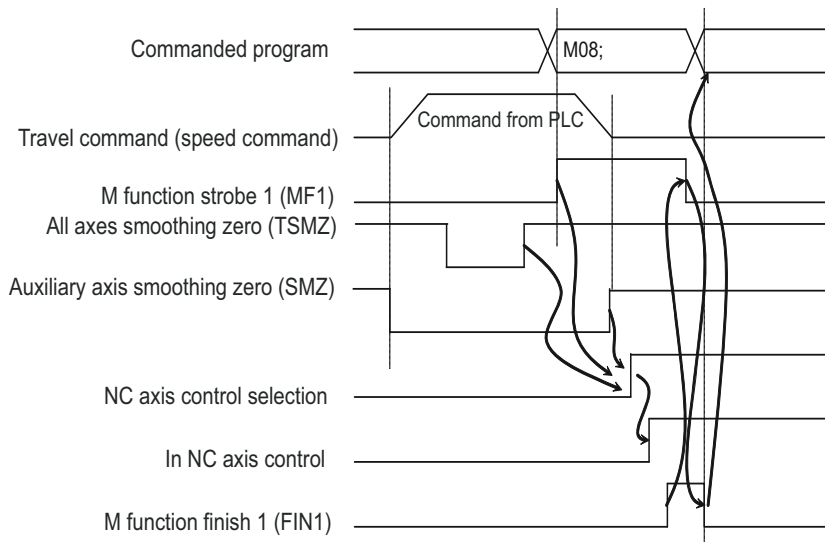 Commanded program
M08;
Command from PLC
Travel command (speed command)
M function strobe 1 (MF1)
All axes smoothing zero (TSMZ)
Auxiliary axis smoothing zero (SMZ)
NC axis control selection
In NC axis control
M function finish 1 (FIN1)